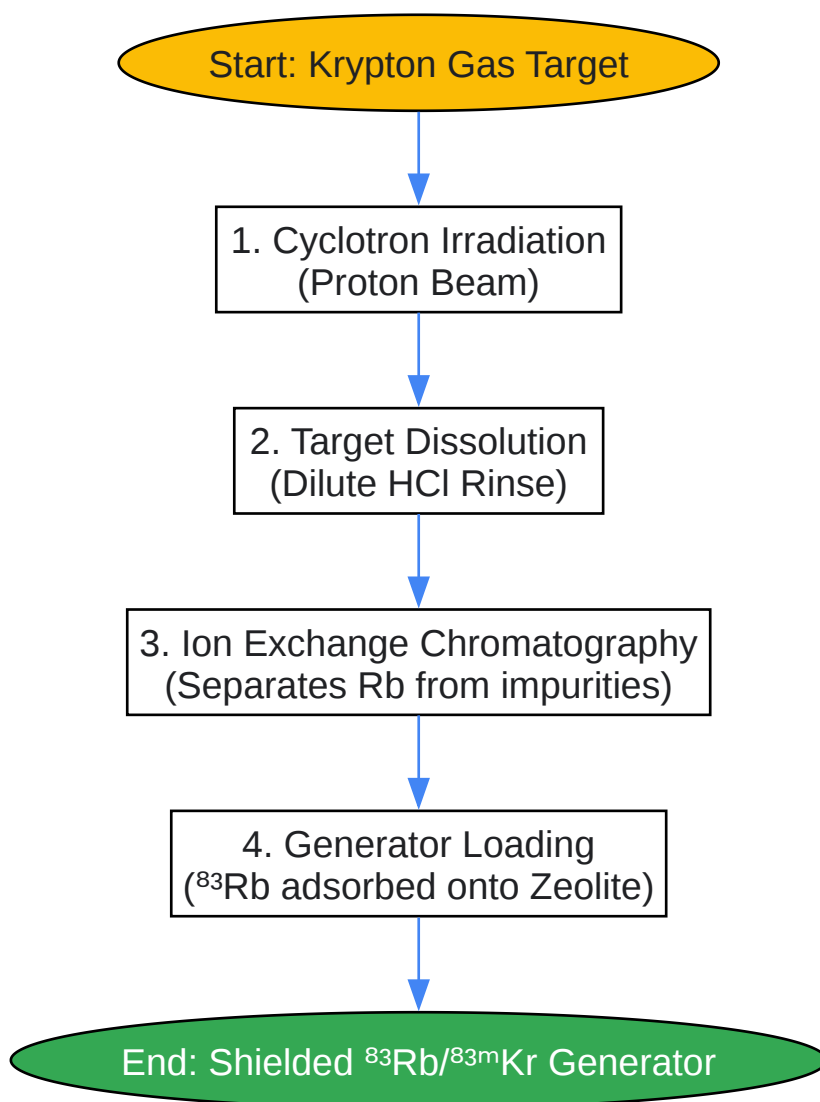 Start: Krypton Gas Target
1. Cyclotron Irradiation
(Proton Beam)
2. Target Dissolution
(Dilute HCl Rinse)
3. Ion Exchange Chromatography
(Separates Rb from impurities)
4. Generator Loading
(⁸³Rb adsorbed onto Zeolite)
End: Shielded ⁸³Rb/⁸³ᵐKr Generator